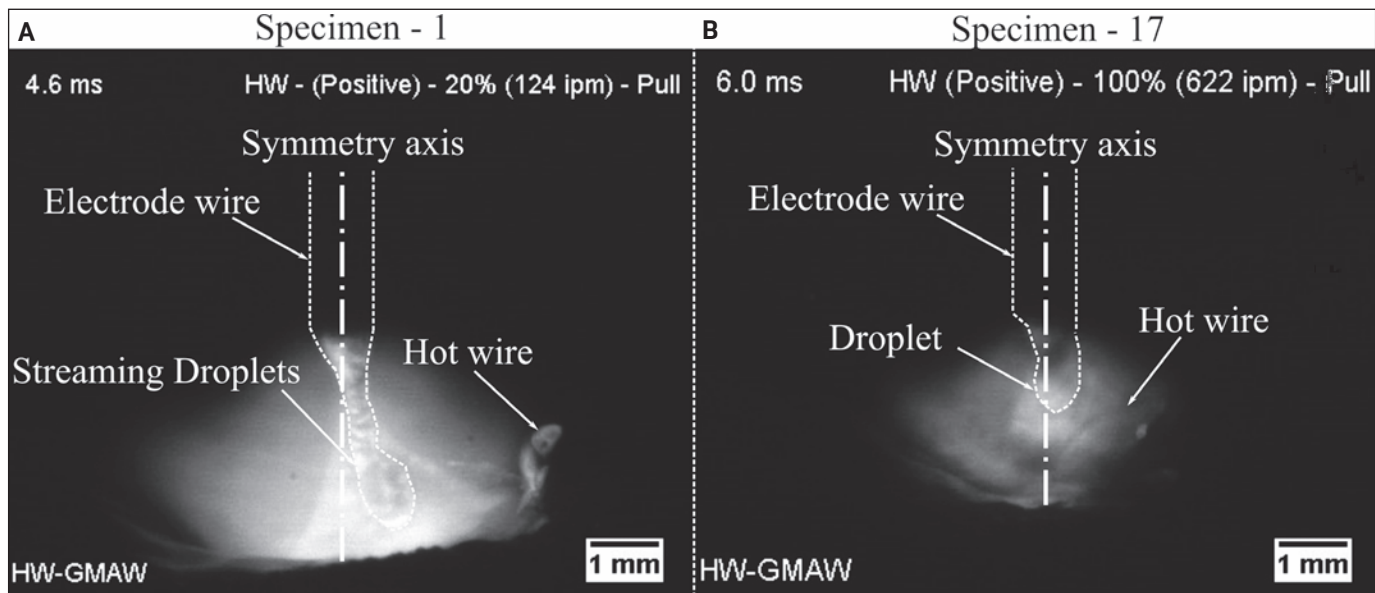 A
Specimen - 1
4.6 ms
HW - (Positive) - 20% (124 ipm) - Pull
Symmetry axis
Electrode wire
Hot wire
Streaming Droplets
1 mm
HW-GMAW
B
Specimen - 17
6.0 ms
HW (Positive) - 100% (622 ipm) - Pull
Symmetry axis
Electrode wire
Hot wire
Droplet
1 mm
HW-GMAW